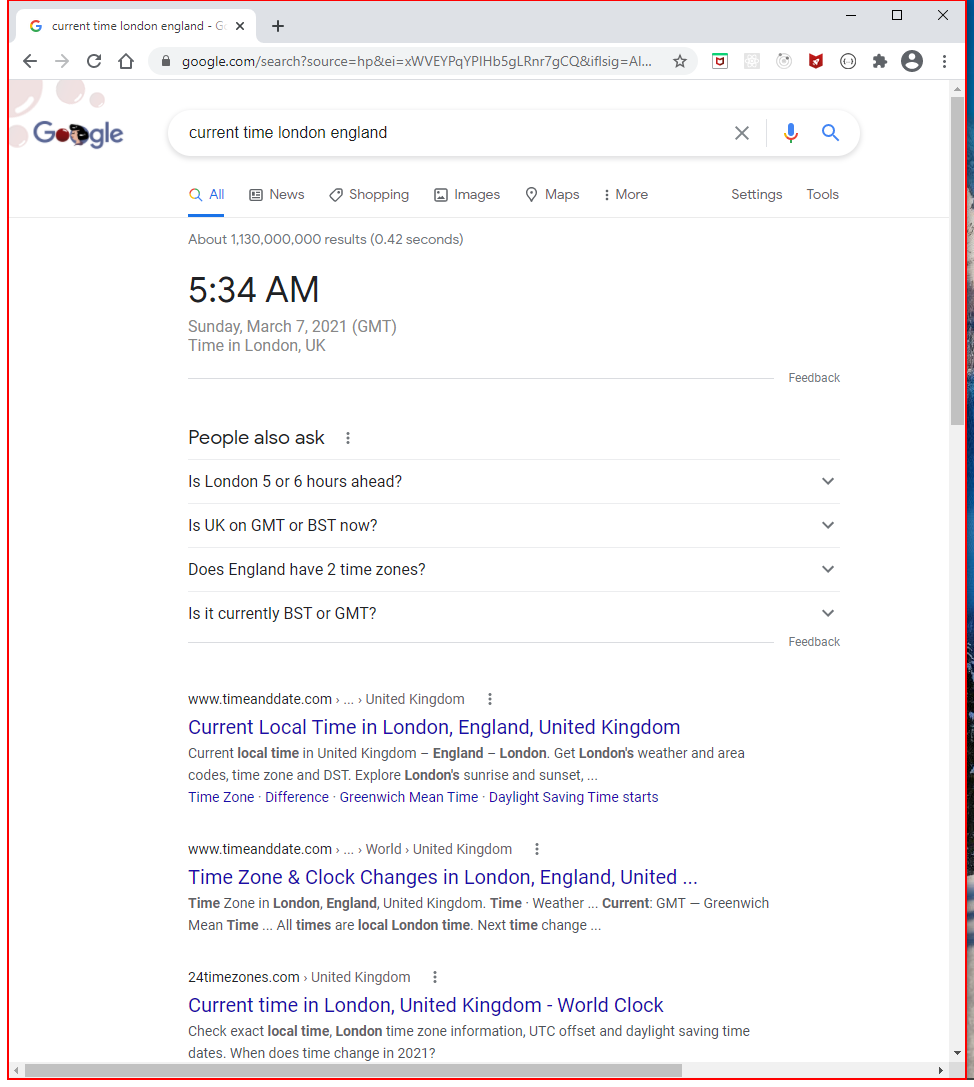 current time london england - G
google.com/search?source=hp&ei=xWVEYPqYPIHb5gLRnr7gCQ&iflsig=AI...
Google
current time london england
All News Shopping Images Maps More Settings Tools
About 1,130,000,000 results (0.42 seconds)
5:34 AM
Sunday, March 7, 2021 (GMT)
Time in London, UK
Feedback
People also ask
Is London 5 or 6 hours ahead?
Is UK on GMT or BST now?
Does England have 2 time zones?
Is it currently BST or GMT?
Feedback
www.timeanddate.com › ... › United Kingdom
Current Local Time in London, England, United Kingdom
Current local time in United Kingdom – England – London. Get London's weather and area
codes, time zone and DST. Explore London's sunrise and sunset, ...
Time Zone · Difference · Greenwich Mean Time · Daylight Saving Time starts
www.timeanddate.com › ... › World › United Kingdom
Time Zone & Clock Changes in London, England, United ...
Time Zone in London, England, United Kingdom. Time · Weather ... Current: GMT — Greenwich
Mean Time ... All times are local London time. Next time change ...
24timezones.com › United Kingdom
Current time in London, United Kingdom - World Clock
Check exact local time, London time zone information, UTC offset and daylight saving time
dates. When does time change in 2021?